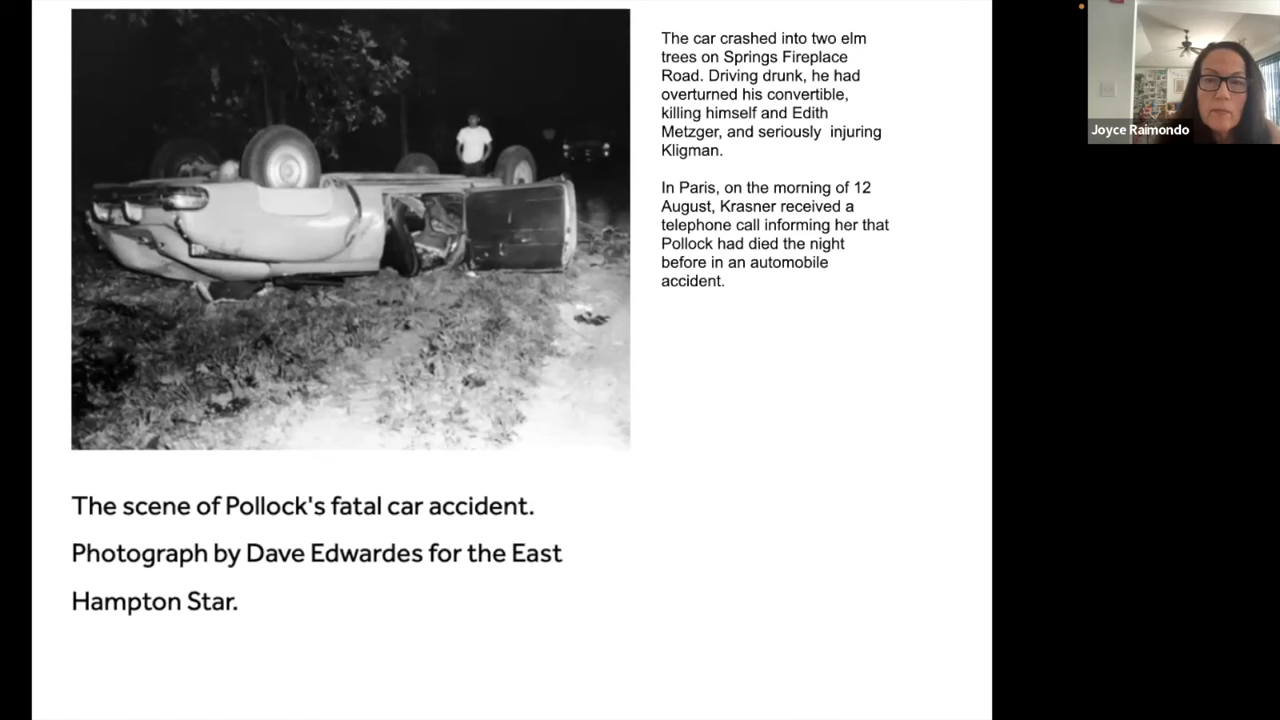 The car crashed into two elm
trees on Springs Fireplace
Road. Driving drunk, he had
overturned his convertible,
killing himself and Edith
Metzger, and seriously  injuring
Kligman.
In Paris, on the morning of 12
August, Krasner received a
telephone call informing her that
Pollock had died the night
before in an automobile
accident.
The scene of Pollock's fatal car accident.
Photograph by Dave Edwardes for the East
Hampton Star.
Joyce Raimondo